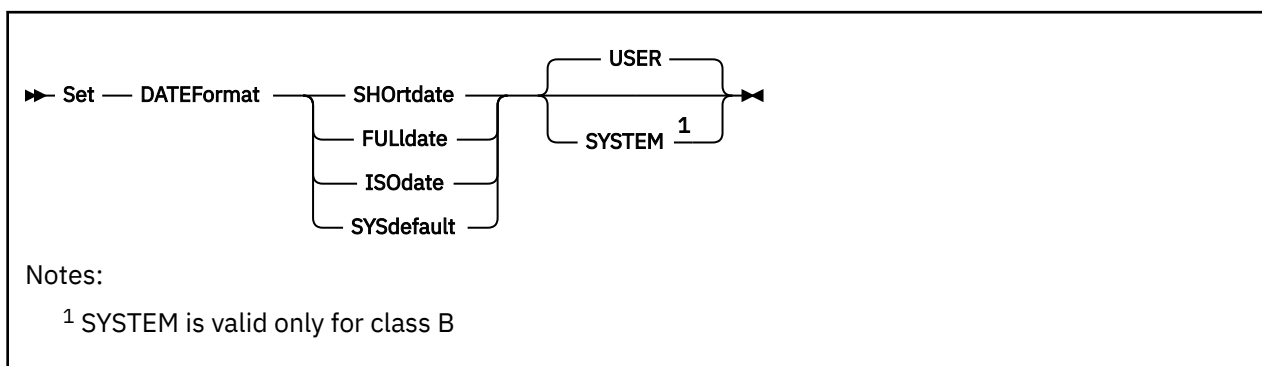 USER
Set DATEFormat SHOrtdate
FULldate
SYSTEM 1
ISOdate
SYSdefault
Notes:
1 SYSTEM is valid only for class B